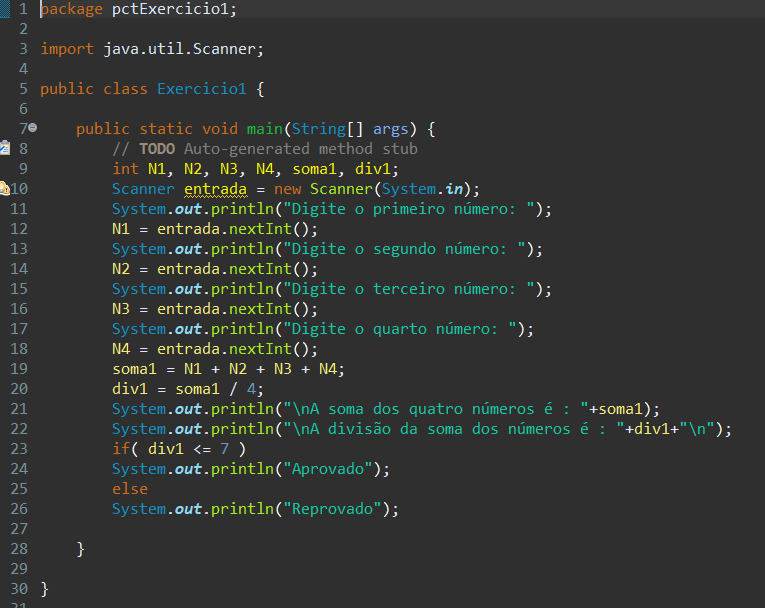 1 package pctExercicio1;
2
3 import java.util.Scanner;
4
5 public class Exercicio1 {
6
7 public static void main(String[] args) {
8 // TODO Auto-generated method stub
9 int N1, N2, N3, N4, soma1, div1;
10 Scanner entrada = new Scanner(System.in);
11 System.out.println("Digite o primeiro número: ");
12 N1 = entrada.nextInt();
13 System.out.println("Digite o segundo número: ");
14 N2 = entrada.nextInt();
15 System.out.println("Digite o terceiro número: ");
16 N3 = entrada.nextInt();
17 System.out.println("Digite o quarto número: ");
18 N4 = entrada.nextInt();
19 soma1 = N1 + N2 + N3 + N4;
20 div1 = soma1 / 4;
21 System.out.println("\nA soma dos quatro números é : "+soma1);
22 System.out.println("\nA divisão da soma dos números é : "+div1+"\n");
23 if( div1 <= 7 )
24 System.out.println("Aprovado");
25 else
26 System.out.println("Reprovado");
27
28 }
29
30 }
31